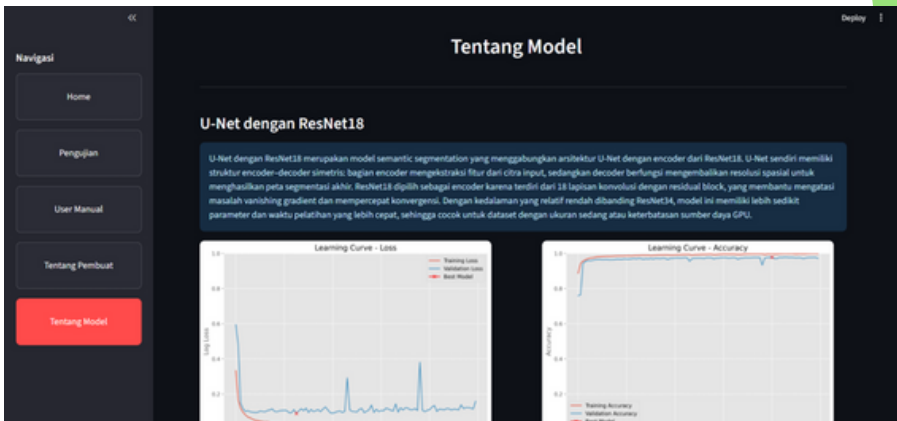 Deploy
Navigasi
Home
Pengujian
User Manual
Tentang Pembuat
Tentang Model
Tentang Model
U-Net dengan ResNet18
U-Net dengan ResNet18 merupakan model semantic segmentation yang menggabungkan arsitektur U-Net dengan encoder dari ResNet18. U-Net sendiri memiliki
struktur encoder–decoder simetris: bagian encoder mengekstraksi fitur dari citra input, sedangkan decoder berfungsi mengembalikan resolusi spasial untuk
menghasilkan peta segmentasi akhir. ResNet18 dipilih sebagai encoder karena terdiri dari 18 lapisan konvolusi dengan residual block, yang membantu mengatasi
masalah vanishing gradient dan mempercepat konvergensi. Dengan kedalaman yang relatif rendah dibanding ResNet34, model ini memiliki lebih sedikit
parameter dan waktu pelatihan yang lebih cepat, sehingga cocok untuk dataset dengan ukuran sedang atau keterbatasan sumber daya GPU.
Learning Curve - Loss
Training Loss
Validation Loss
Best Model
1.0
0.8
0.6
0.4
0.2
Log Loss
Learning Curve - Accuracy
1.0
0.8
0.6
0.4
0.2
Accuracy
Training Accuracy
Validation Accuracy